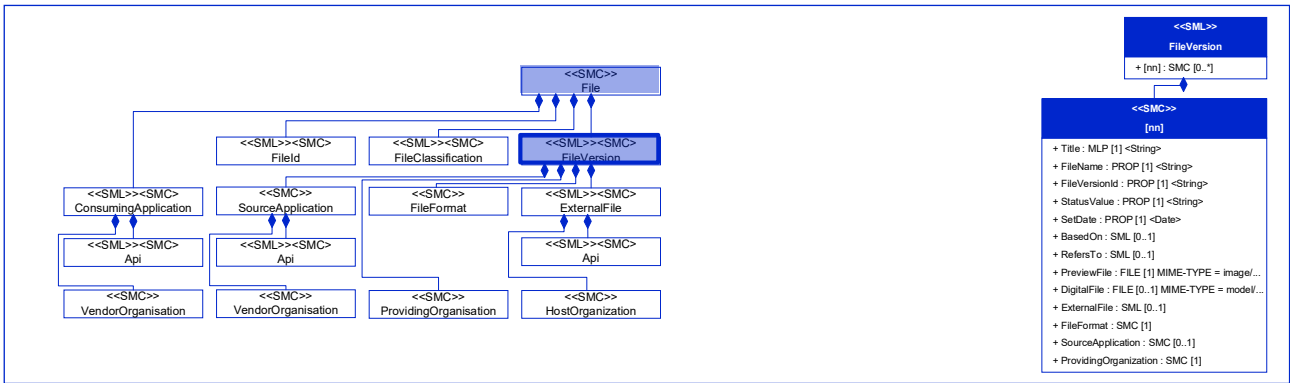 <<SMC>>
File
<<SML>><SMC>
FileId
<<SML>><SMC>
FileClassification
<<SML>><SMC>
FileVersion
<<SML>><SMC>
ConsumingApplication
<<SML>><SMC>
SourceApplication
<<SMC>>
FileFormat
<<SML>><SMC>
ExternalFile
<<SML>><SMC>
Api
<<SML>><SMC>
Api
<<SML>><SMC>
Api
<<SMC>>
VendorOrganisation
<<SMC>>
VendorOrganisation
<<SMC>>
ProvidingOrganisation
<<SMC>>
HostOrganization
<<SML>>
FileVersion
+ [nn] : SMC [0..*]
<<SMC>>
[nn]
+ Title : MLP [1] <String>
+ FileName : PROP [1] <String>
+ FileVersionId : PROP [1] <String>
+ StatusValue : PROP [1] <String>
+ SetDate : PROP [1] <Date>
+ BasedOn : SML [0..1]
+ RefersTo : SML [0..1]
+ PreviewFile : FILE [1] MIME-TYPE = image/...
+ DigitalFile : FILE [0..1] MIME-TYPE = model/...
+ ExternalFile : SML [0..1]
+ FileFormat : SMC [1]
+ SourceApplication : SMC [0..1]
+ ProvidingOrganization : SMC [1]